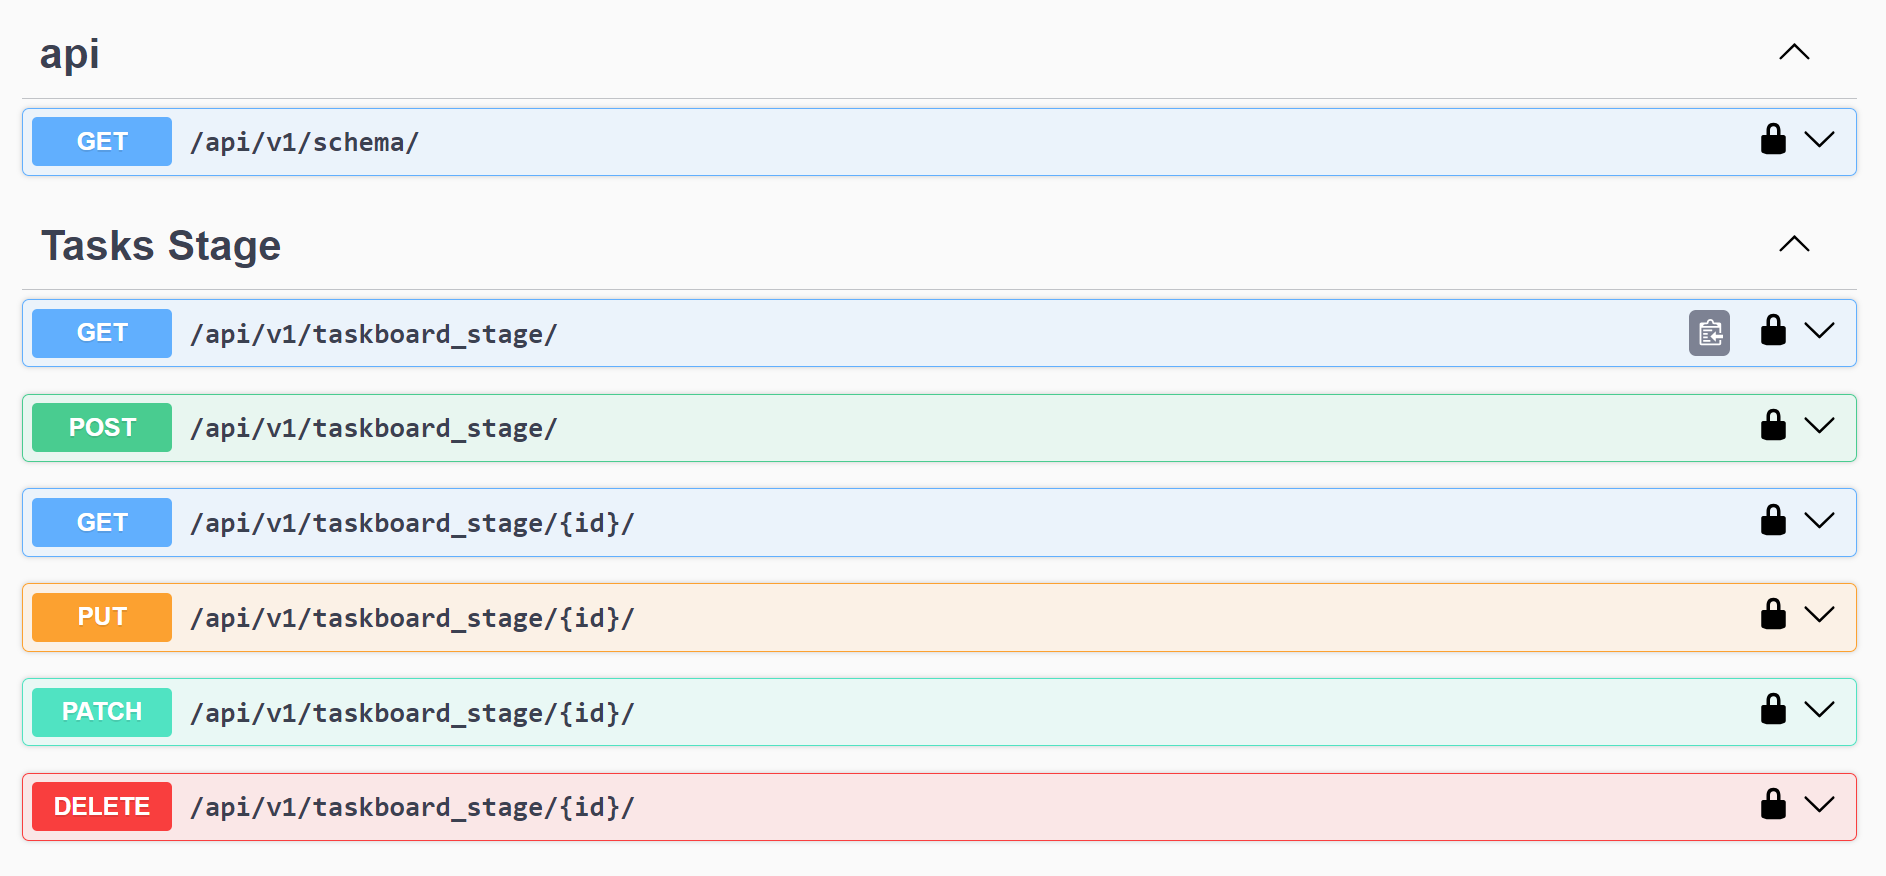 api
GET /api/v1/schema/
Tasks Stage
GET /api/v1/taskboard_stage/
POST /api/v1/taskboard_stage/
GET /api/v1/taskboard_stage/{id}/
PUT /api/v1/taskboard_stage/{id}/
PATCH /api/v1/taskboard_stage/{id}/
DELETE /api/v1/taskboard_stage/{id}/